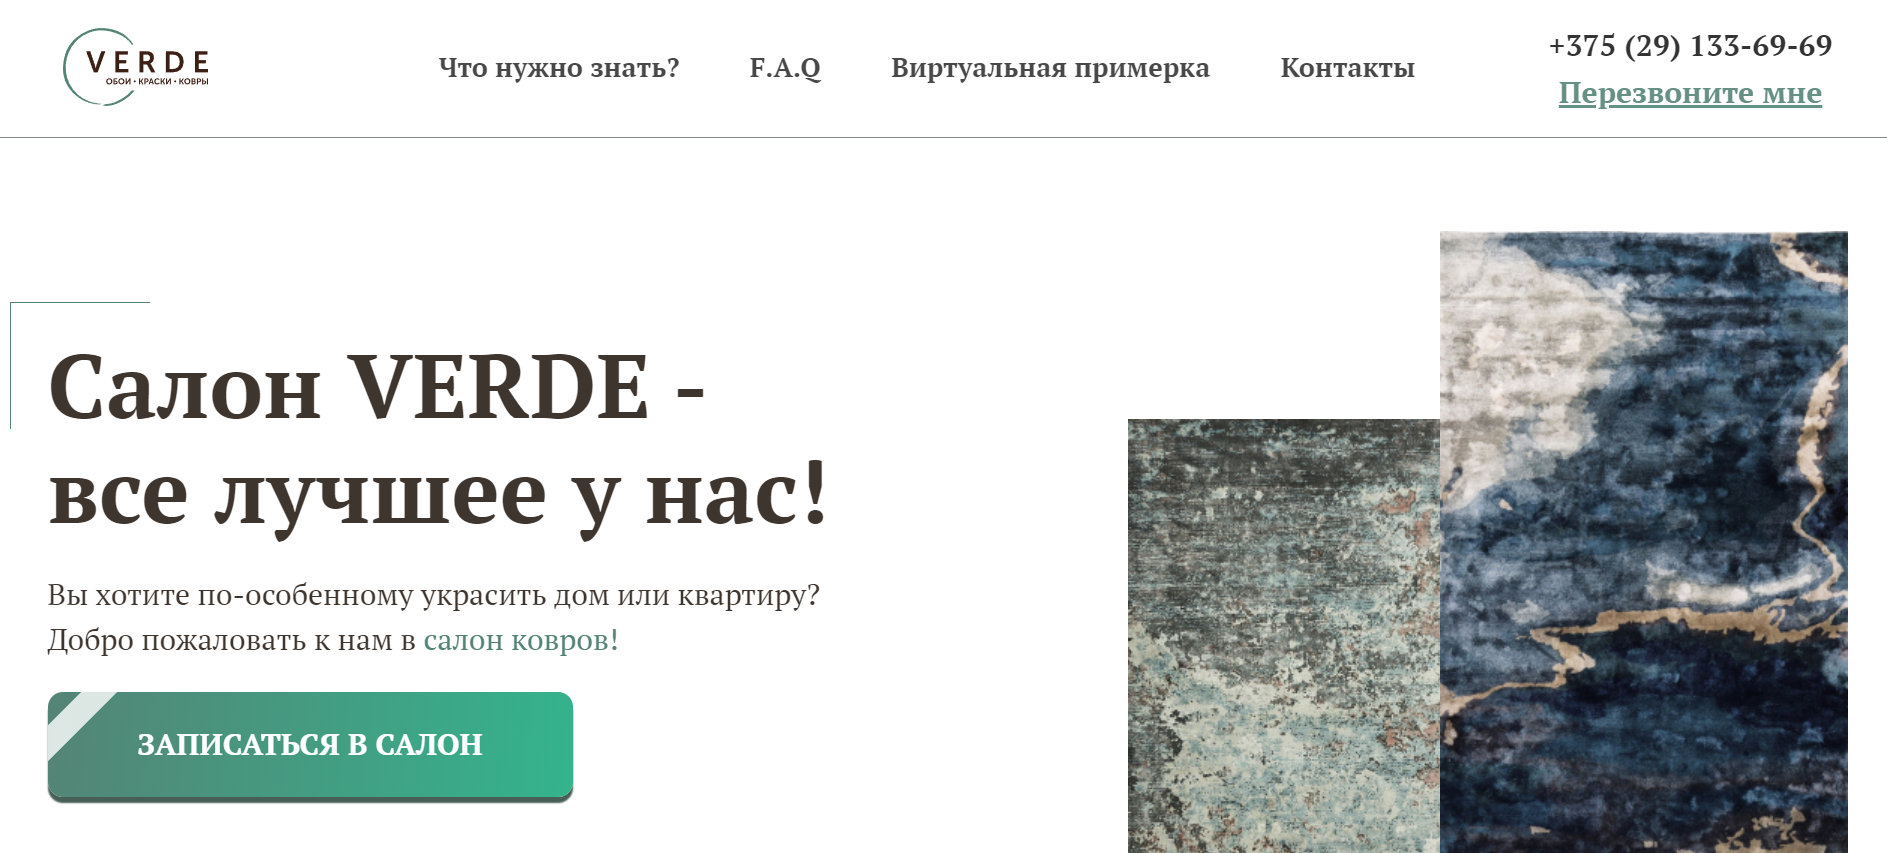 VERDE
ОБОИ • КРАСКИ • КОВРЫ
Что нужно знать?
F.A.Q
Виртуальная примерка
Контакты
+375 (29) 133-69-69
Перезвоните мне
Салон VERDE -
все лучшее у нас!
Вы хотите по-особенному украсить дом или квартиру?
Добро пожаловать к нам в салон ковров!
ЗАПИСАТЬСЯ В САЛОН